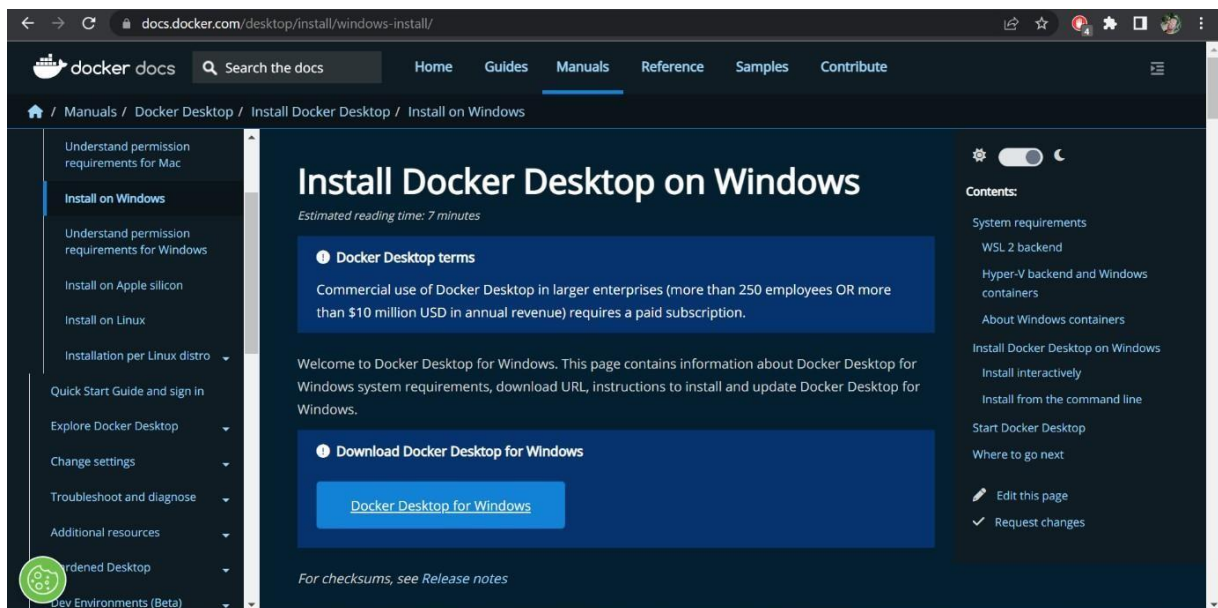 docs.docker.com/desktop/install/windows-install/
4
docker docs
Search the docs
Home Guides Manuals Reference Samples Contribute
/ Manuals / Docker Desktop / Install Docker Desktop / Install on Windows
Understand permission
requirements for Mac
Install on Windows
Understand permission
requirements for Windows
Install on Apple silicon
Install on Linux
Installation per Linux distro
Quick Start Guide and sign in
Explore Docker Desktop
Change settings
Troubleshoot and diagnose
Additional resources
Desktop
Dev Environments (Beta)
Install Docker Desktop on Windows
Estimated reading time: 7 minutes
Docker Desktop terms
Commercial use of Docker Desktop in larger enterprises (more than 250 employees OR more
than $10 million USD in annual revenue) requires a paid subscription.
Welcome to Docker Desktop for Windows. This page contains information about Docker Desktop for
Windows system requirements, download URL, instructions to install and update Docker Desktop for
Windows.
Download Docker Desktop for Windows
Docker Desktop for Windows
For checksums, see Release notes
Contents:
System requirements
WSL 2 backend
Hyper-V backend and Windows
containers
About Windows containers
Install Docker Desktop on Windows
Install interactively
Install from the command line
Start Docker Desktop
Where to go next
Edit this page
Request changes